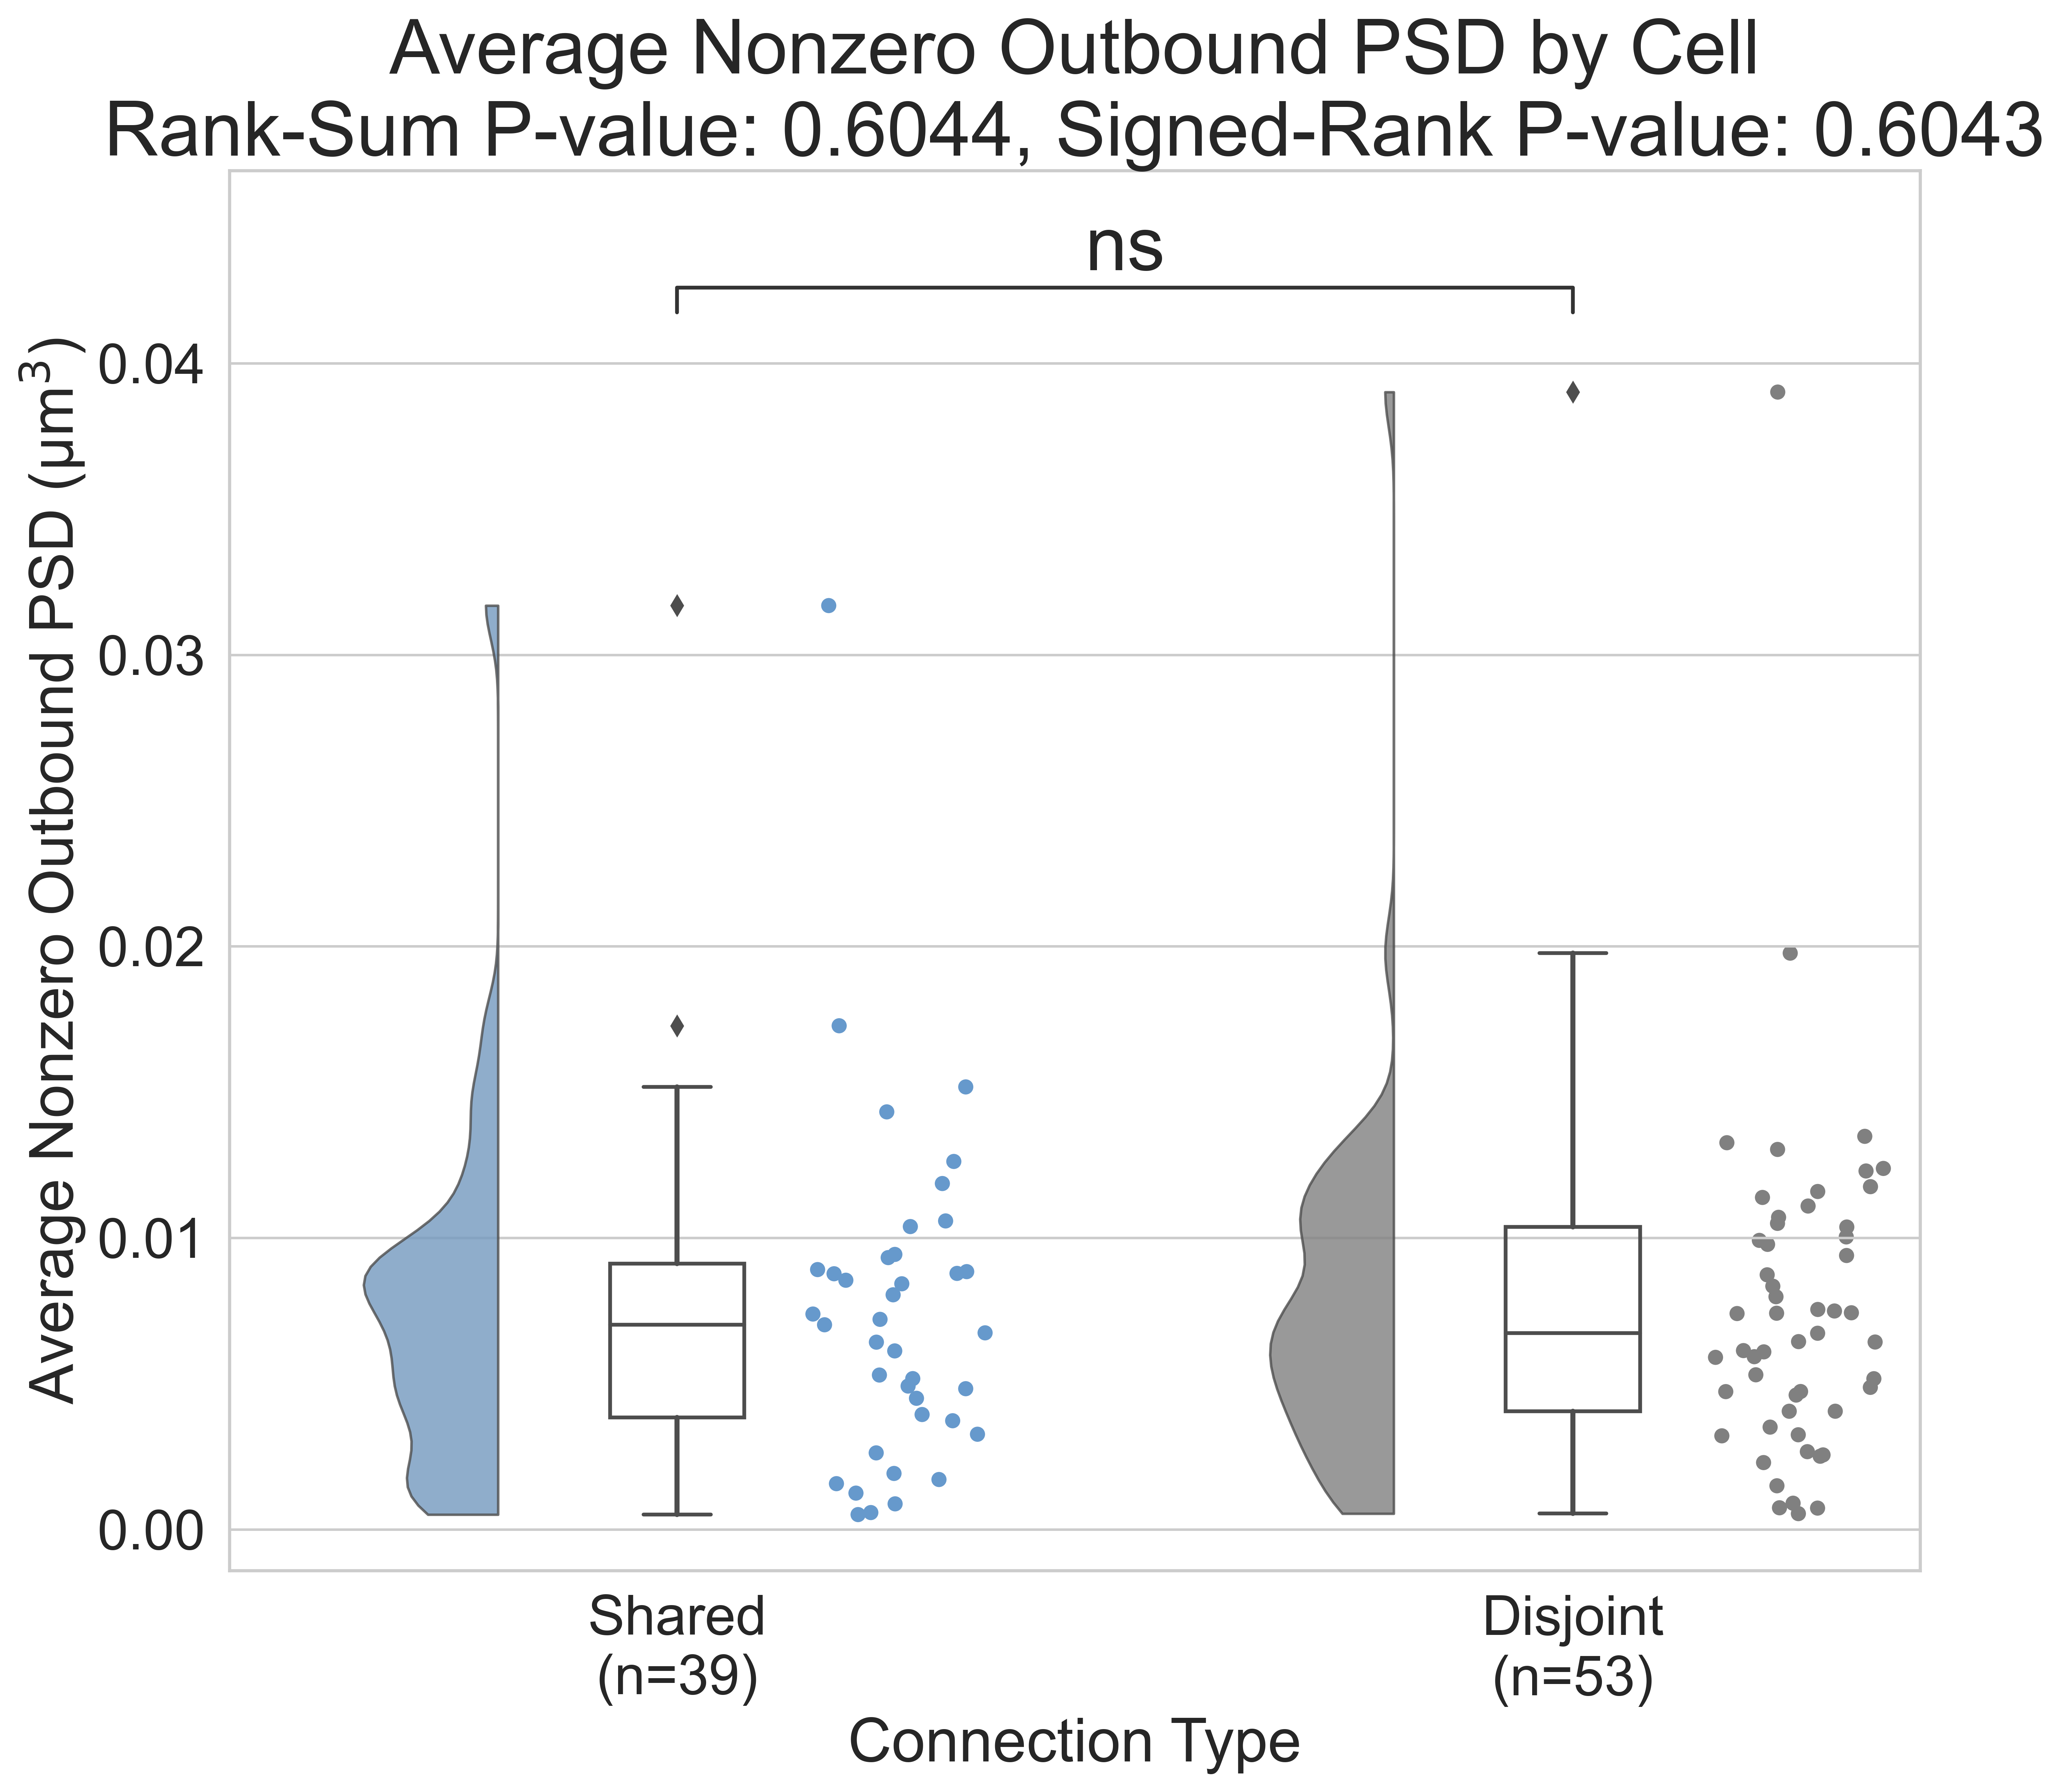 Average Nonzero Outbound PSD by Cell
Rank-Sum P-value: 0.6044, Signed-Rank P-value: 0.6043
ns
Average Nonzero Outbound PSD (µm³)
0.04
0.03
0.02
0.01
0.00
Shared
(n=39)
Disjoint
(n=53)
Connection Type